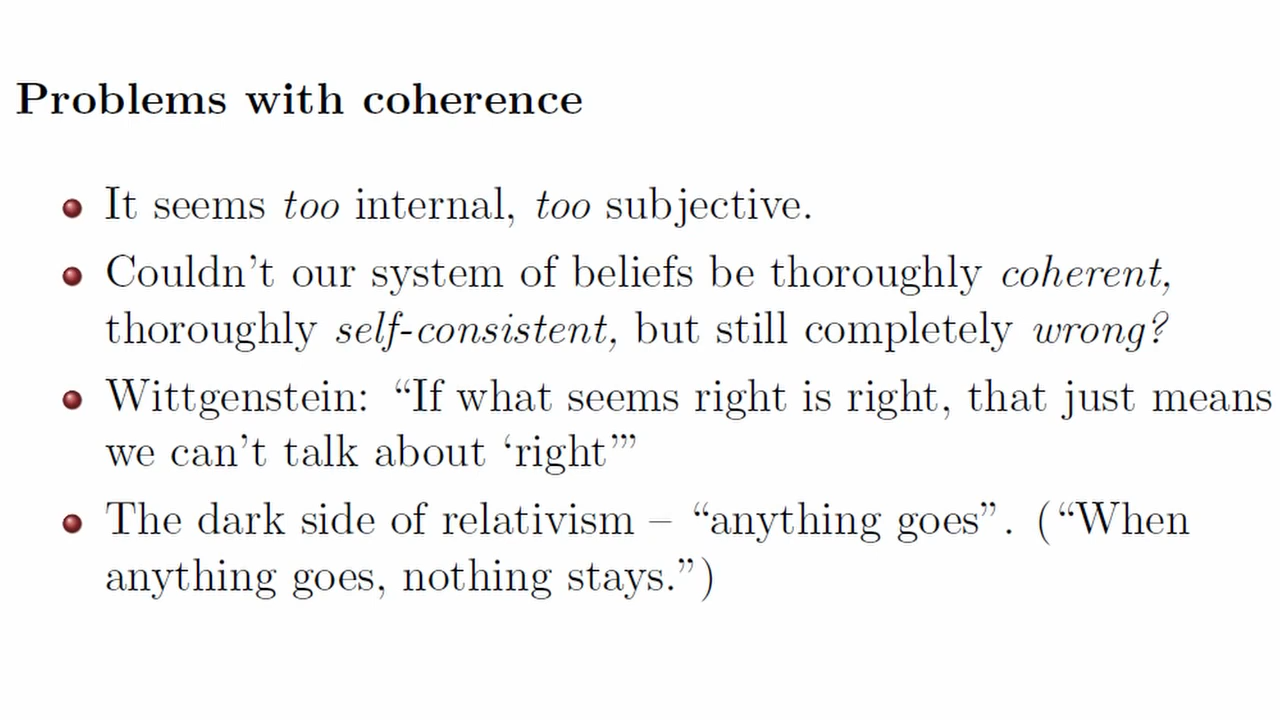 Problems with coherence
It seems too internal, too subjective.
Couldn't our system of beliefs be thoroughly coherent,
thoroughly self-consistent, but still completely wrong?
Wittgenstein: “If what seems right is right, that just means
we can't talk about ‘right’”
The dark side of relativism – “anything goes”. (“When
anything goes, nothing stays.”)